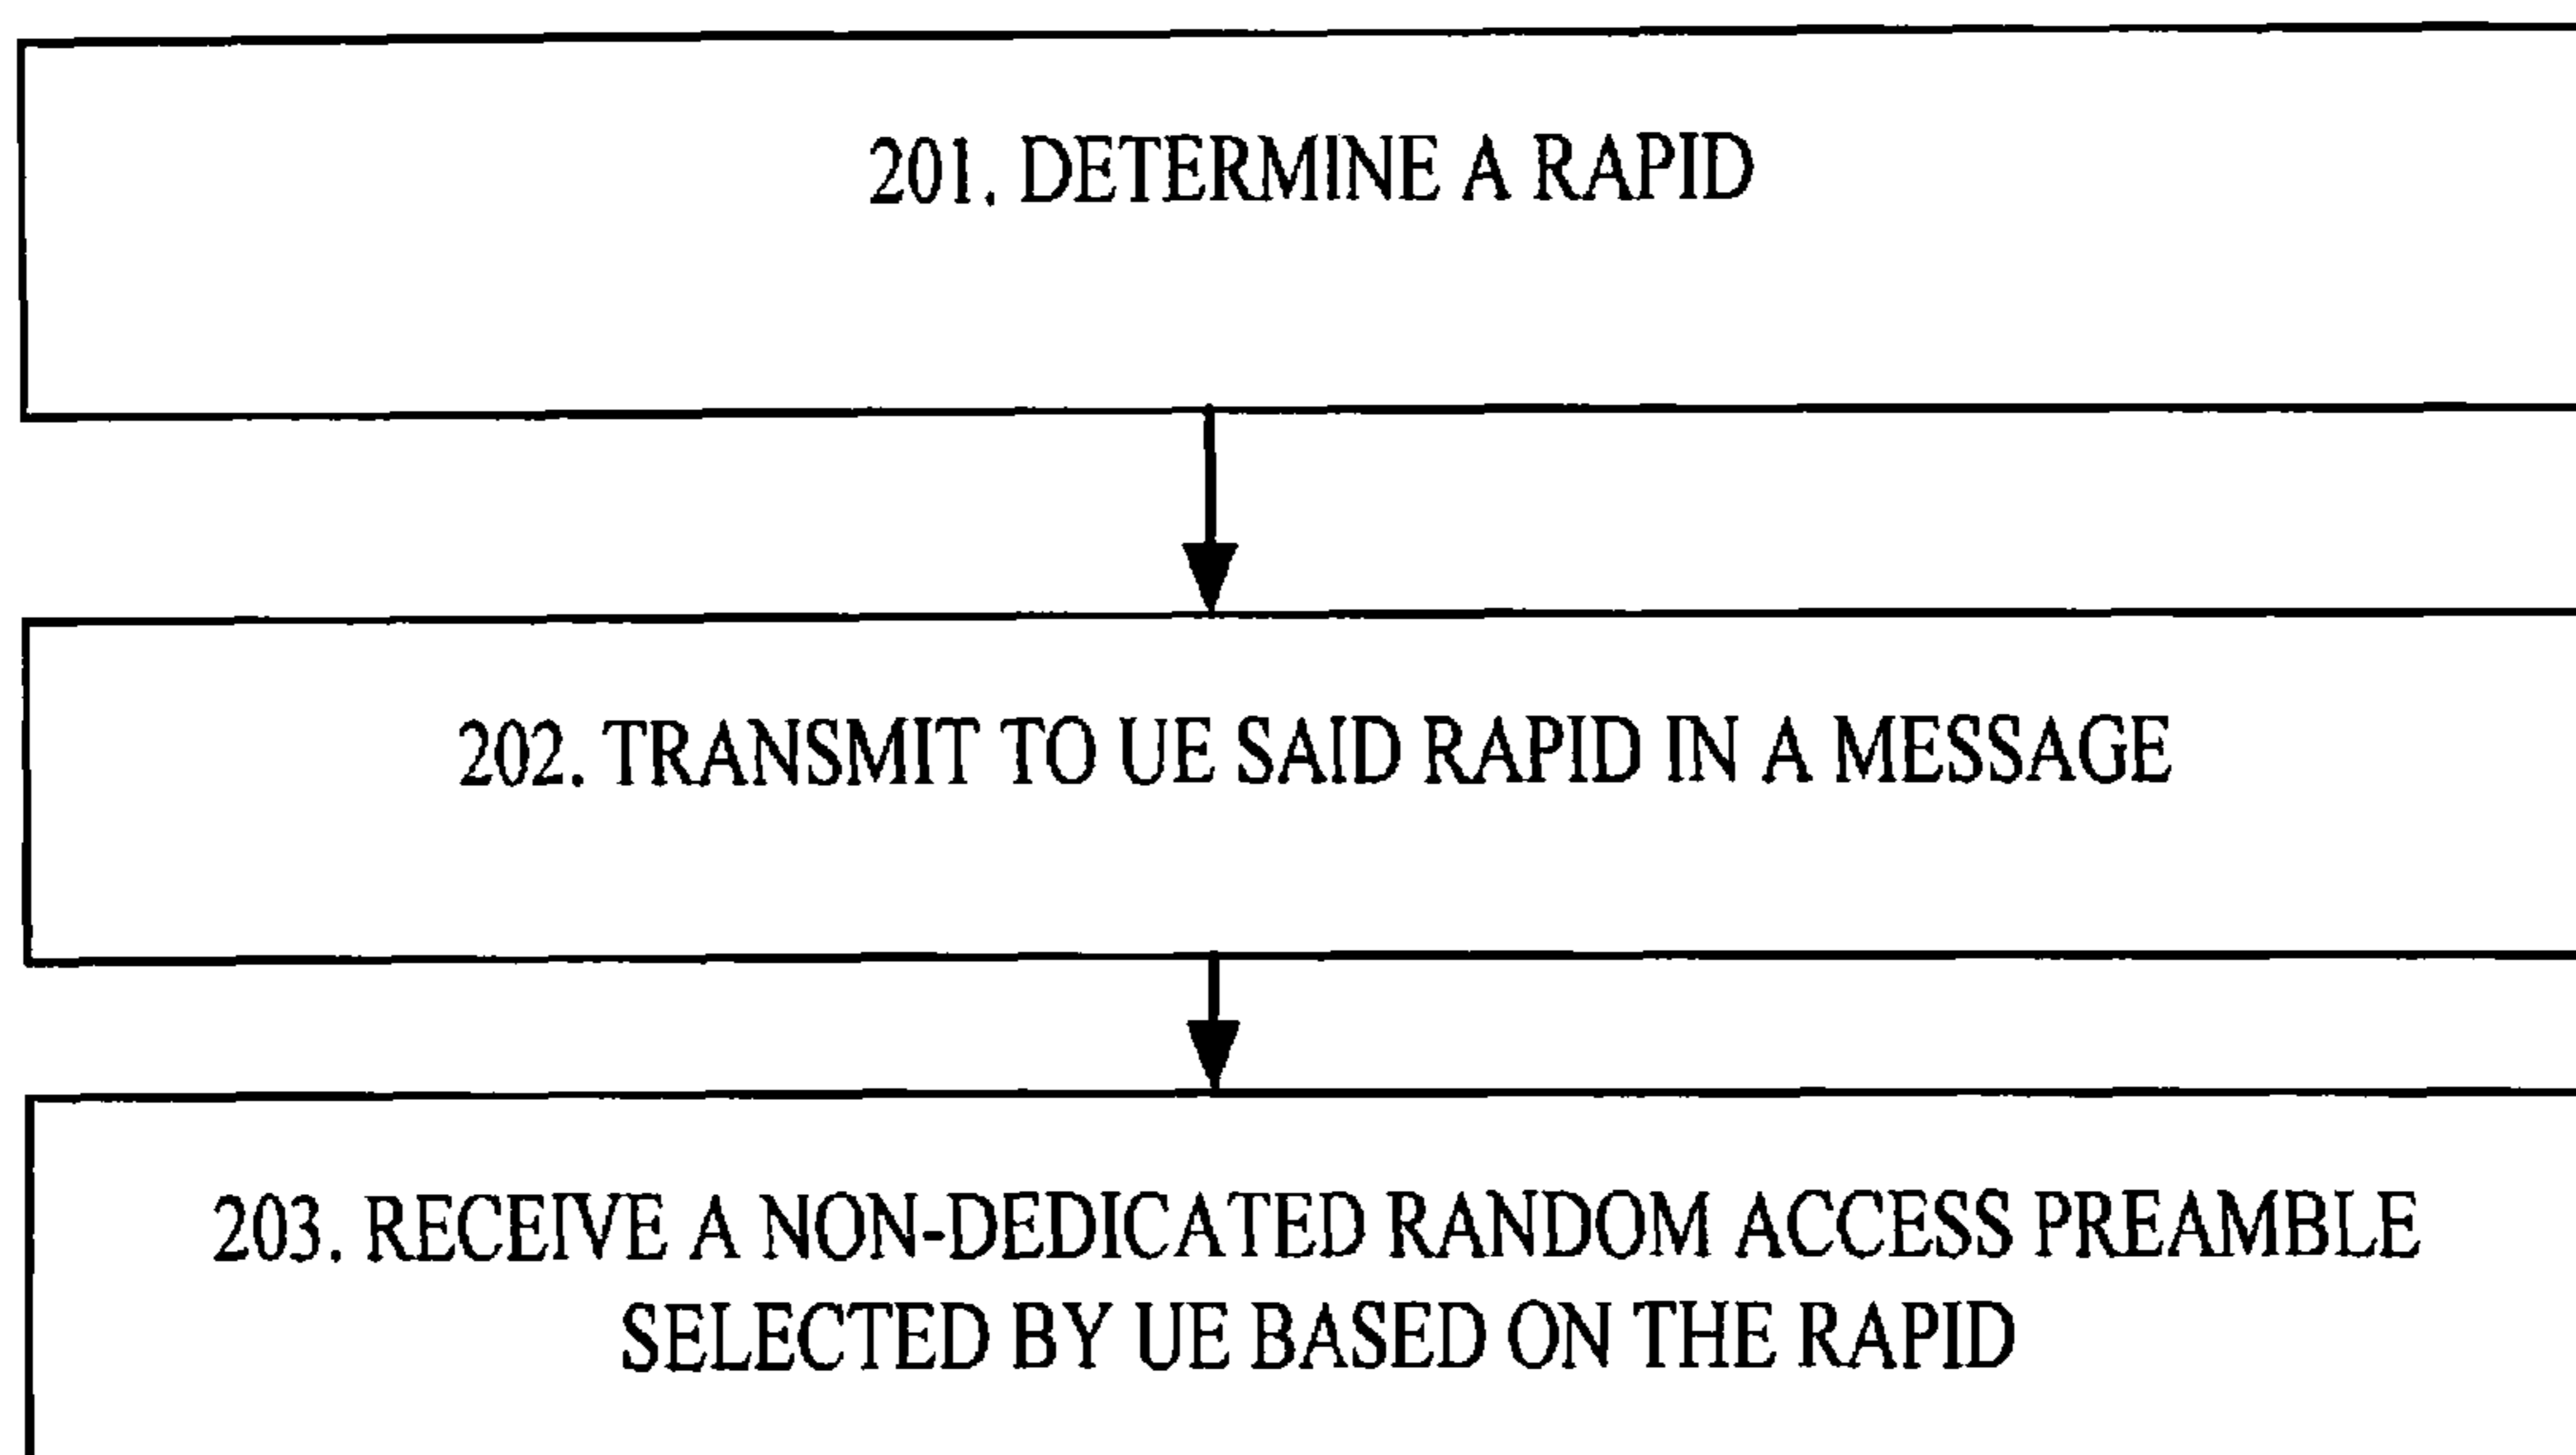 201. DETERMINE A RAPID
202. TRANSMIT TO UE SAID RAPID IN A MESSAGE
203. RECEIVE A NON-DEDICATED RANDOM ACCESS PREAMBLE
SELECTED BY UE BASED ON THE RAPID